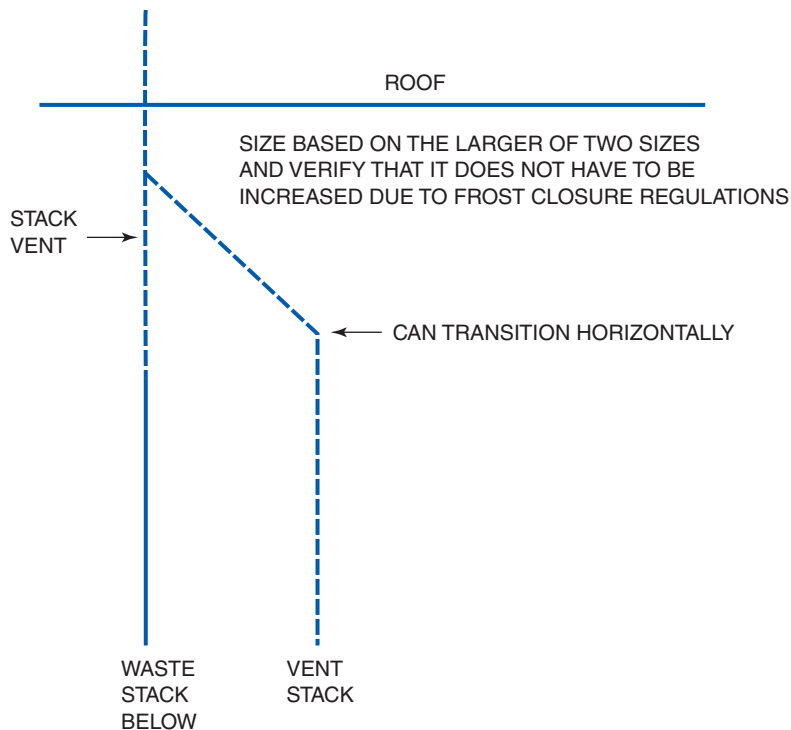 ROOF
SIZE BASED ON THE LARGER OF TWO SIZES
AND VERIFY THAT IT DOES NOT HAVE TO BE
INCREASED DUE TO FROST CLOSURE REGULATIONS
STACK
VENT
CAN TRANSITION HORIZONTALLY
WASTE
STACK
BELOW
VENT
STACK